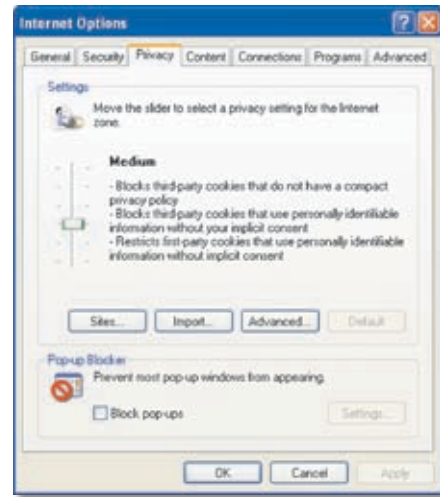 Internet Options
General Security Privacy Content Connections Programs Advanced
Settings
Move the slider to select a privacy setting for the Internet
zone.
Medium
- Blocks third-party cookies that do not have a compact
privacy policy
- Blocks third-party cookies that use personally identifiable
information without your implicit consent
- Restricts first-party cookies that use personally identifiable
information without implicit consent
Sites... Import... Advanced... Default
Pop-up Blocker
Prevent most pop-up windows from appearing.
Block pop-ups Settings...
OK Cancel Apply